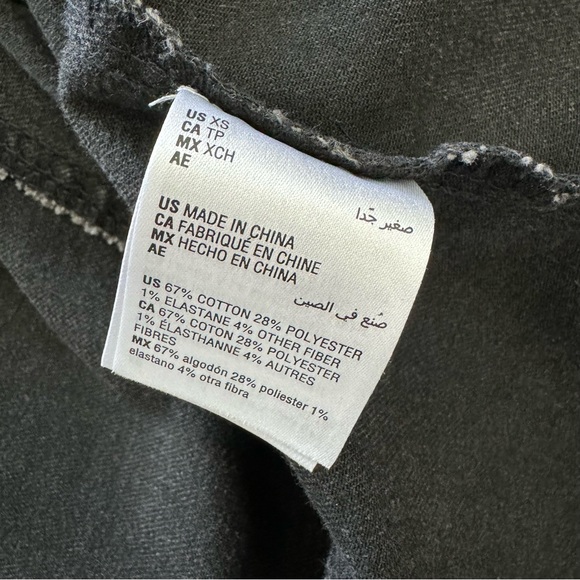 US XS
CA TP
MX XCH
AE صغير جدًا
US MADE IN CHINA
CA FABRIQUÉ EN CHINE
MX HECHO EN CHINA
AE صُنع في الصين
US 67% COTTON 28% POLYESTER
1% ELASTANE 4% OTHER FIBER
CA 67% COTON 28% POLYESTER
1% ÉLASTHANNE 4% AUTRES
FIBRES
MX 67% algodón 28% poliester 1%
elastano 4% otra fibra